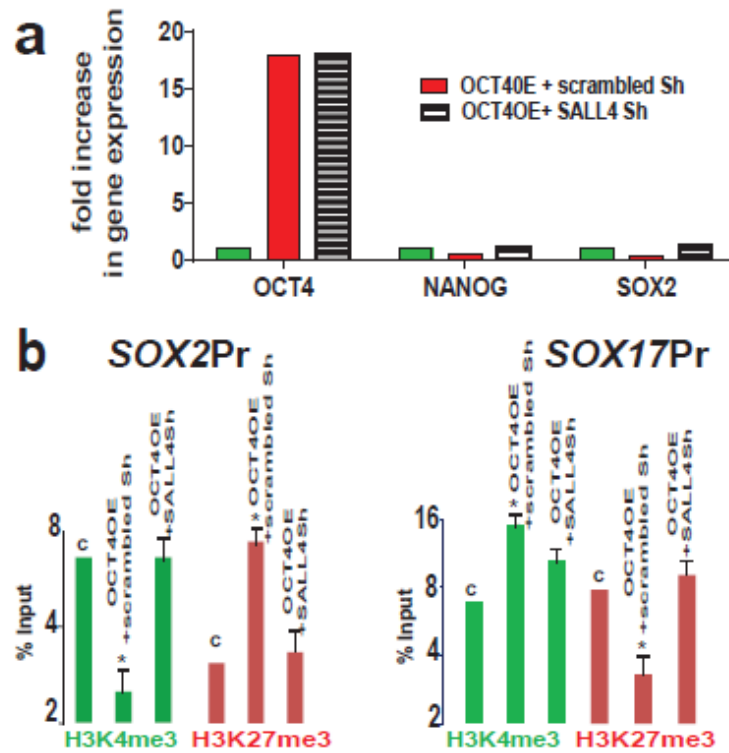 a
fold increase
in gene expression
20
15
10
5
0
OCT40E + scrambled Sh
OCT4OE+ SALL4 Sh
OCT4
NANOG
SOX2
b
SOX2Pr
% Input
8
4
2
c
OCT4OE
* +scrambled Sh
OCT4OE
+SALL4Sh
c
* OCT4OE
+scrambled Sh
OCT4OE
+SALL4Sh
H3K4me3
H3K27me3
SOX17Pr
% Input
16
8
4
2
c
* OCT4OE
+scrambled Sh
OCT4OE
+SALL4Sh
c
OCT4OE
* +scrambled Sh
OCT4OE
+SALL4Sh
H3K4me3
H3K27me3